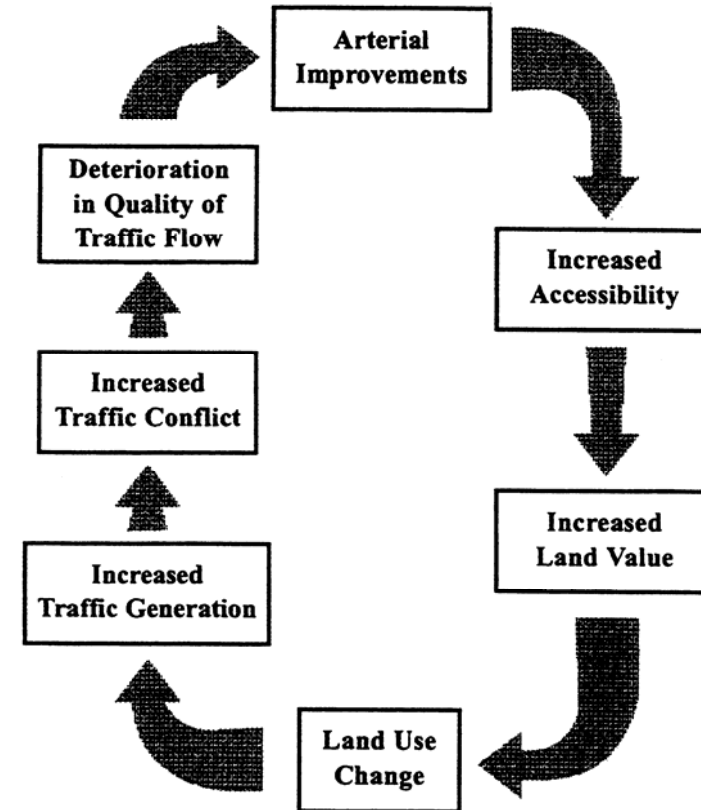 Arterial
Improvements
Increased
Accessibility
Increased
Land Value
Land Use
Change
Increased
Traffic Generation
Increased
Traffic Conflict
Deterioration
in Quality of
Traffic Flow